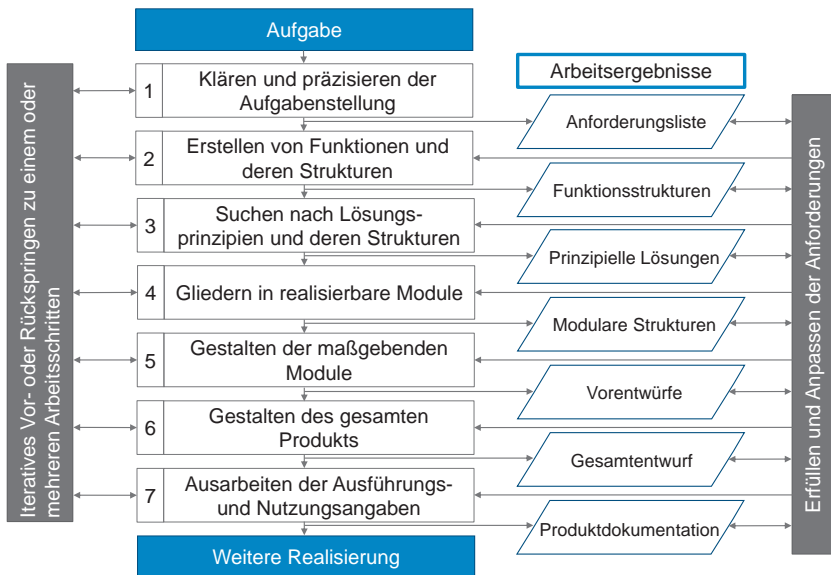 Aufgabe
Iteratives Vor- oder Rückspringen zu einem oder
mehreren Arbeitsschritten
1
Klären und präzisieren der
Aufgabenstellung
2
Erstellen von Funktionen und
deren Strukturen
3
Suchen nach Lösungs-
prinzipien und deren Strukturen
4
Gliedern in realisierbare Module
5
Gestalten der maßgebenden
Module
6
Gestalten des gesamten
Produkts
7
Ausarbeiten der Ausführungs-
und Nutzungsangaben
Weitere Realisierung
Arbeitsergebnisse
Anforderungsliste
Funktionsstrukturen
Prinzipielle Lösungen
Modulare Strukturen
Vorentwürfe
Gesamtentwurf
Produktdokumentation
Erfüllen und Anpassen der Anforderungen